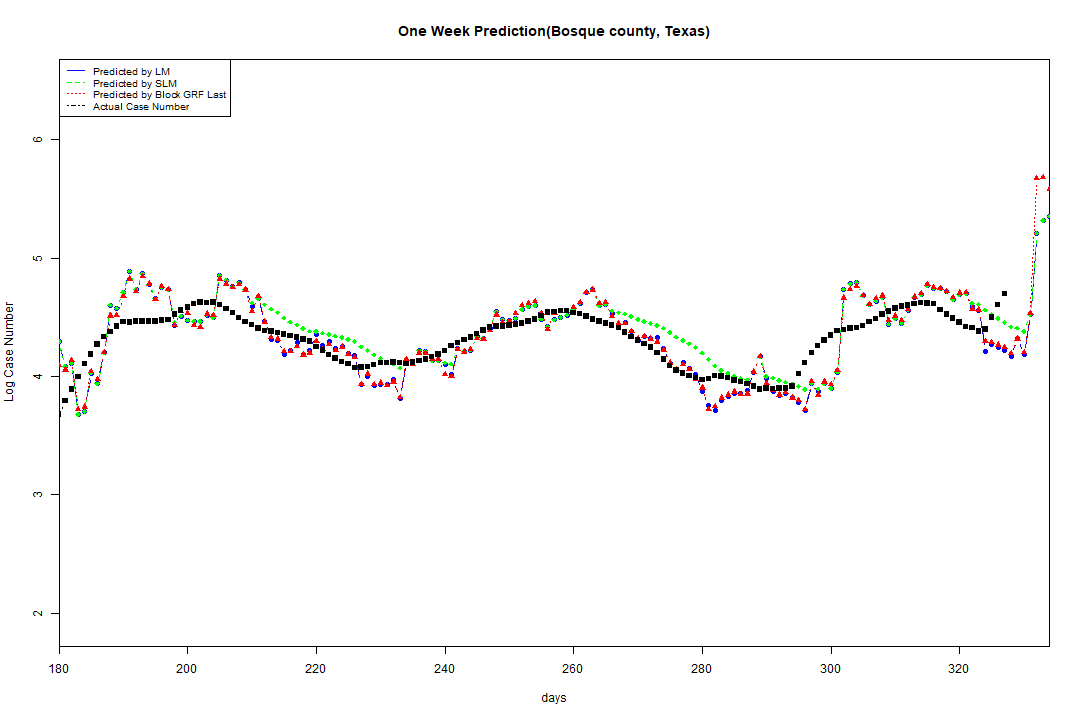 One Week Prediction(Bosque county, Texas)
Predicted by LM
Predicted by SLM
Predicted by Block GRF Last
Actual Case Number
6
5
4
3
2
Log Case Number
180 200 220 240 260 280 300 320
days